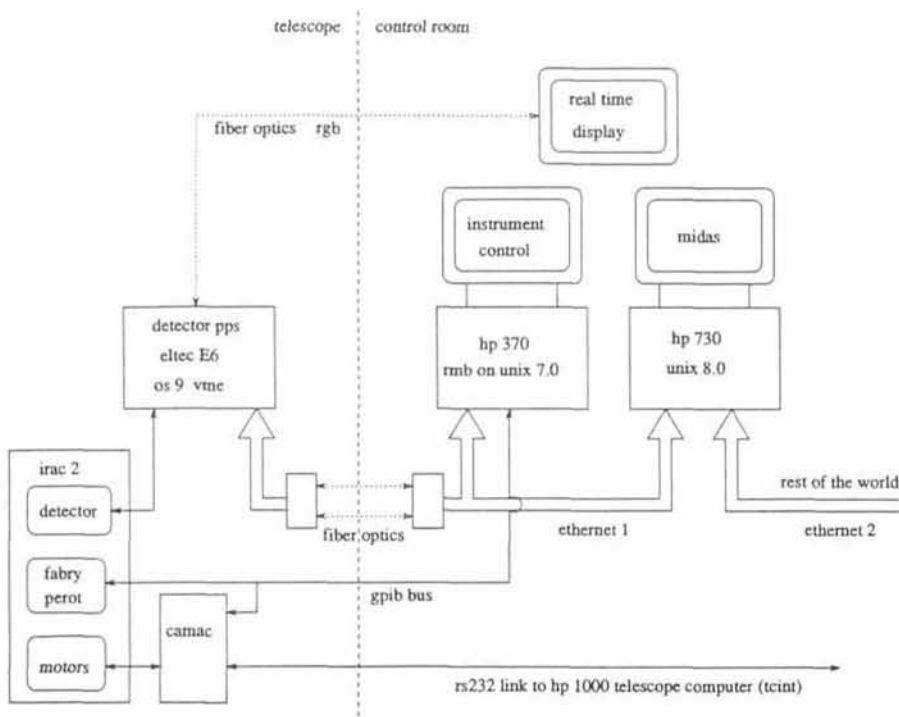 telescope
control room
real time
display
fiber optics rgb
instrument
control
midas
detector pps
eltec E6
os 9 vme
hp 370
rmb on unix 7.0
hp 730
unix 8.0
irac 2
detector
fiber optics
ethernet 1
rest of the world
ethernet 2
fabry
perot
gpib bus
camac
motors
rs232 link to hp 1000 telescope computer (tcint)